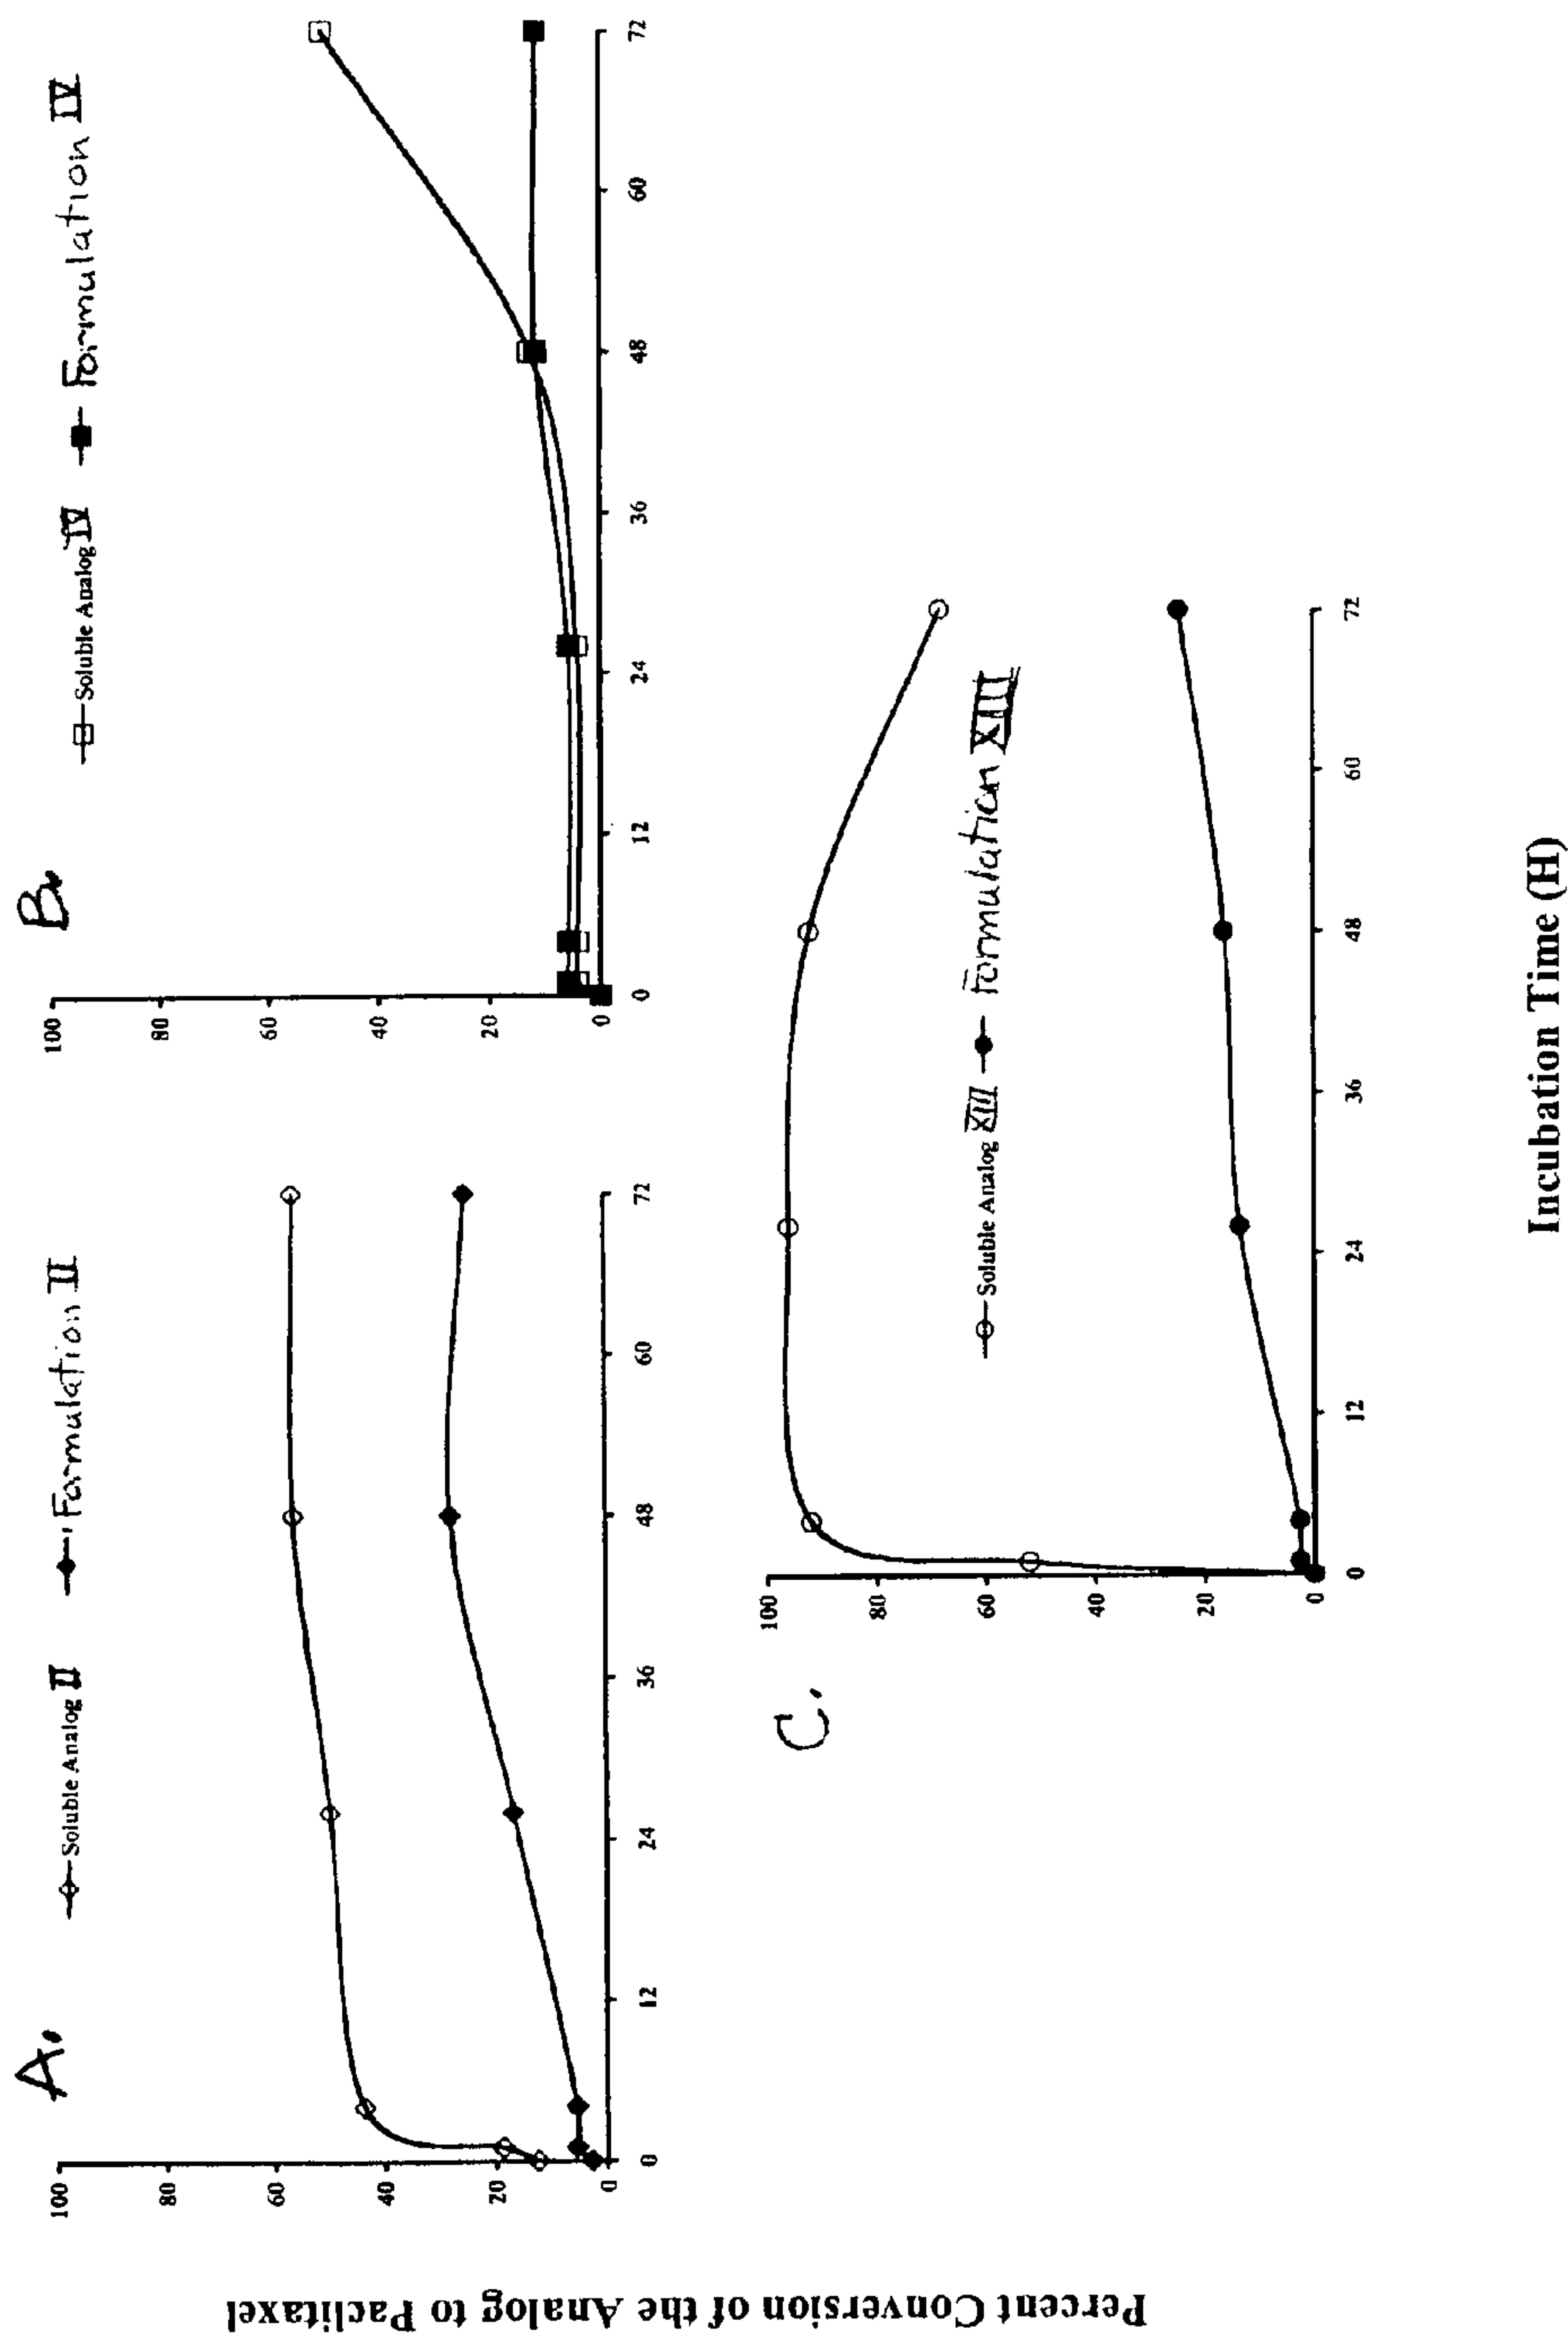 Percent Conversion of the Analog to Paclitaxel
A.
Soluble Analog II
Formulation II
100
80
60
40
20
0
0 12 24 36 48 60 72
B.
Soluble Analog IV
Formulation IV
100
80
60
40
20
0
0 12 24 36 48 60 72
C.
Soluble Analog XIII
Formulation XIII
100
80
60
40
20
0
0 12 24 36 48 60 72
Incubation Time (H)